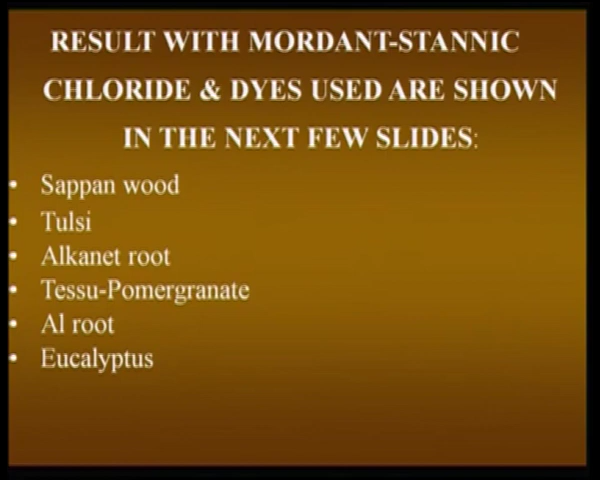 RESULT WITH MORDANT-STANNIC
CHLORIDE & DYES USED ARE SHOWN
IN THE NEXT FEW SLIDES:
• Sappan wood
• Tulsi
• Alkanet root
• Tessu-Pomergranate
• Al root
• Eucalyptus